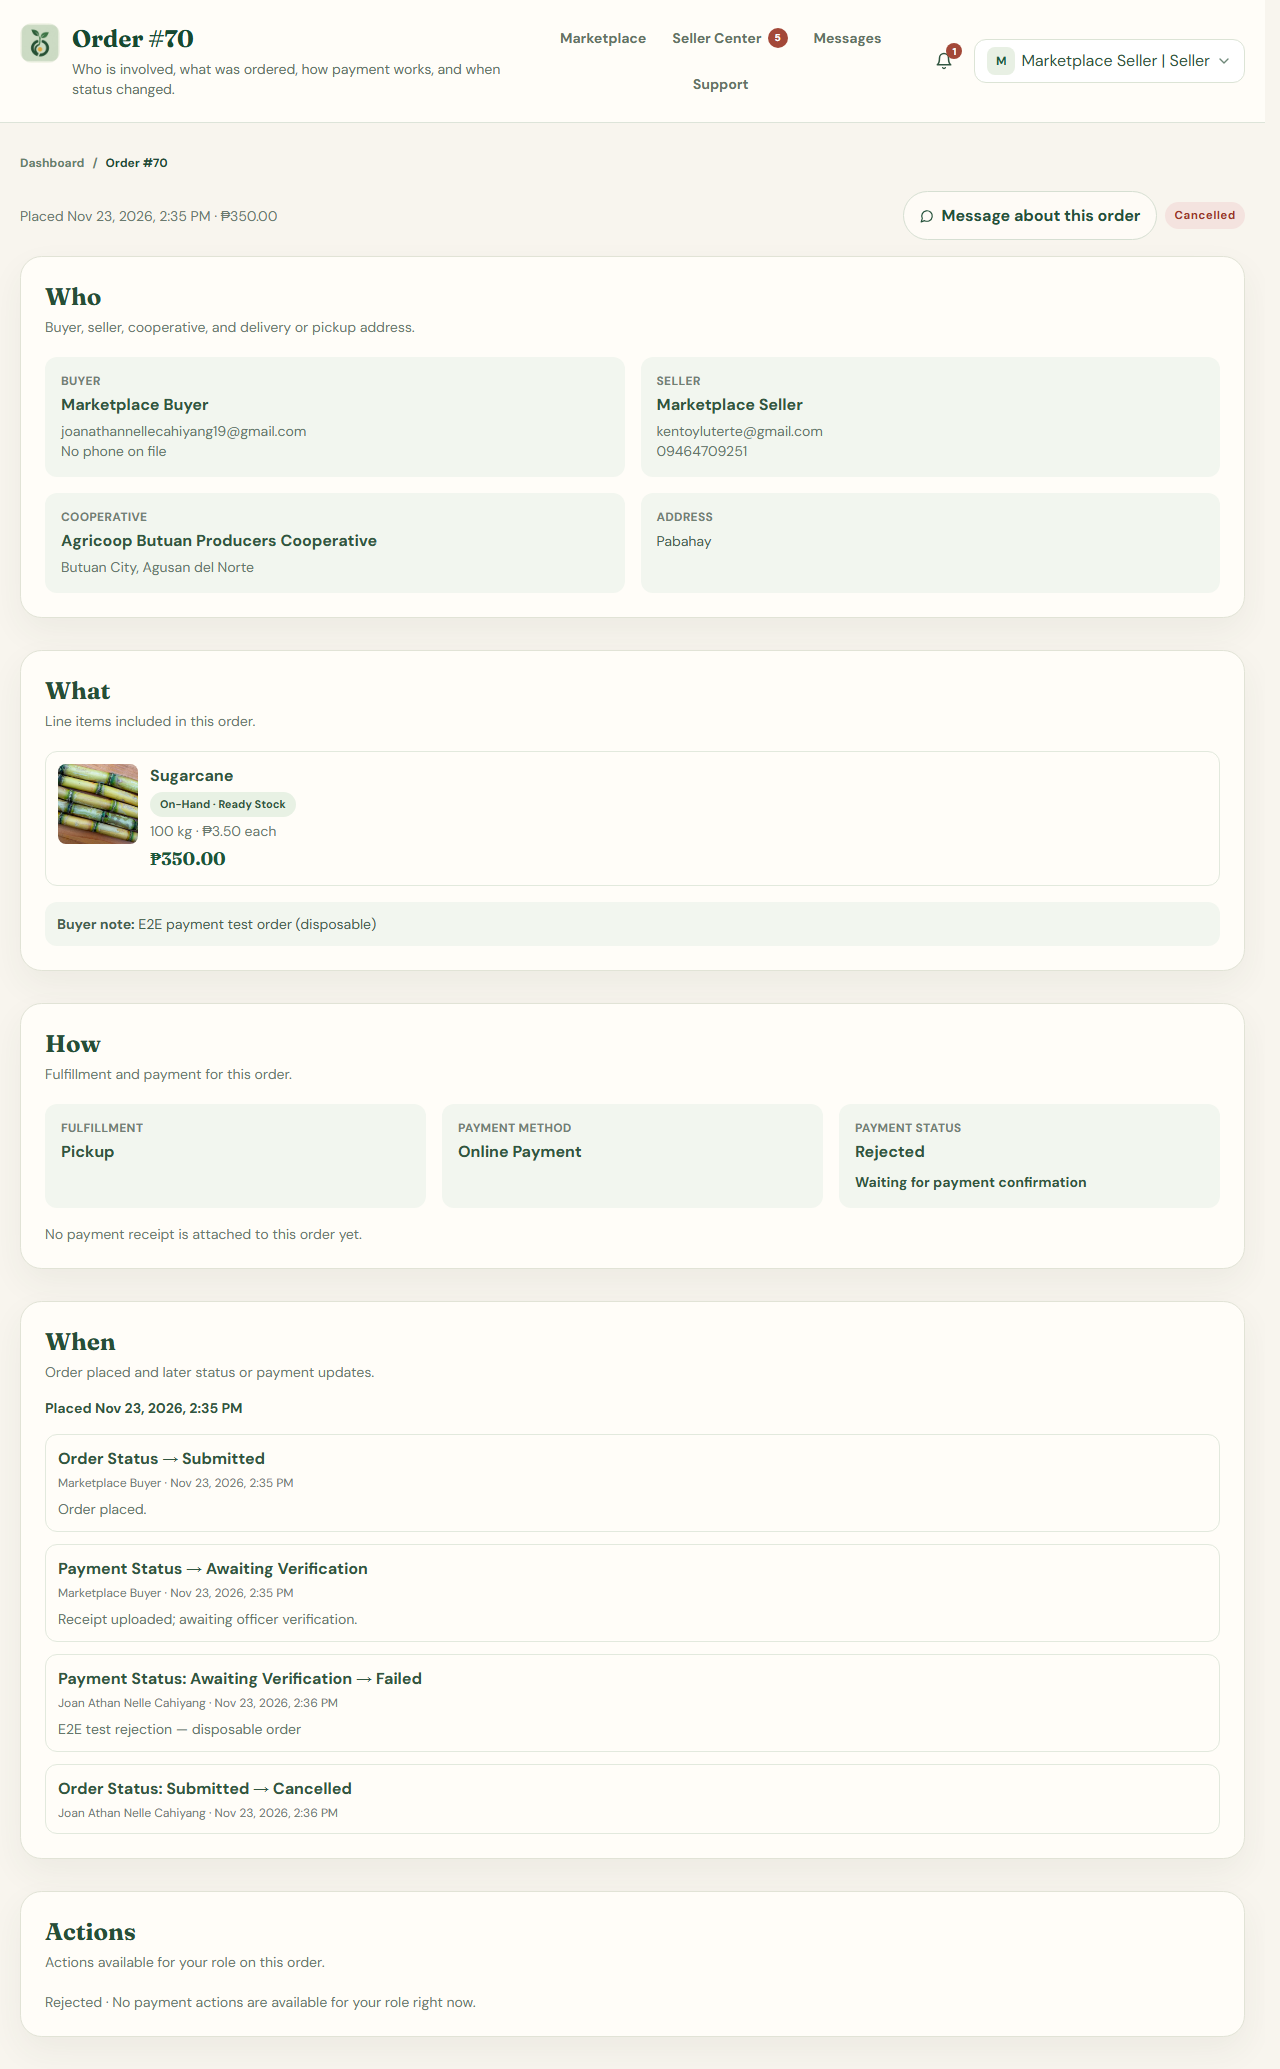 Order #70
Who is involved, what was ordered, how payment works, and when
status changed.
Marketplace
Seller Center 5
Messages
Support
1
M Marketplace Seller | Seller
Dashboard / Order #70
Placed Nov 23, 2026, 2:35 PM · ₱350.00
Message about this order
Cancelled
Who
Buyer, seller, cooperative, and delivery or pickup address.
BUYER
Marketplace Buyer
joanathannellecahiyang19@gmail.com
No phone on file
SELLER
Marketplace Seller
kentoyluterte@gmail.com
09464709251
COOPERATIVE
Agricoop Butuan Producers Cooperative
Butuan City, Agusan del Norte
ADDRESS
Pabahay
What
Line items included in this order.
Sugarcane
On-Hand · Ready Stock
100 kg · ₱3.50 each
₱350.00
Buyer note: E2E payment test order (disposable)
How
Fulfillment and payment for this order.
FULFILLMENT
Pickup
PAYMENT METHOD
Online Payment
PAYMENT STATUS
Rejected
Waiting for payment confirmation
No payment receipt is attached to this order yet.
When
Order placed and later status or payment updates.
Placed Nov 23, 2026, 2:35 PM
Order Status → Submitted
Marketplace Buyer · Nov 23, 2026, 2:35 PM
Order placed.
Payment Status → Awaiting Verification
Marketplace Buyer · Nov 23, 2026, 2:35 PM
Receipt uploaded; awaiting officer verification.
Payment Status: Awaiting Verification → Failed
Joan Athan Nelle Cahiyang · Nov 23, 2026, 2:36 PM
E2E test rejection — disposable order
Order Status: Submitted → Cancelled
Joan Athan Nelle Cahiyang · Nov 23, 2026, 2:36 PM
Actions
Actions available for your role on this order.
Rejected · No payment actions are available for your role right now.